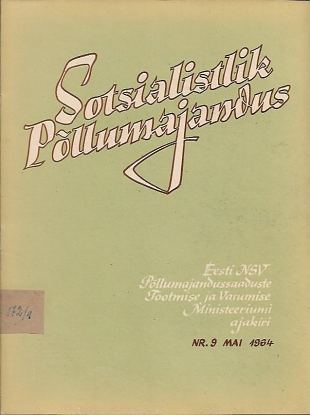 Sotsialistlik
Põllumajandus
Eesti NSV
Põllumajandussaaduste
Tootmise ja Varumise
Ministeeriumi
ajakiri
NR. 9 MAI 1964